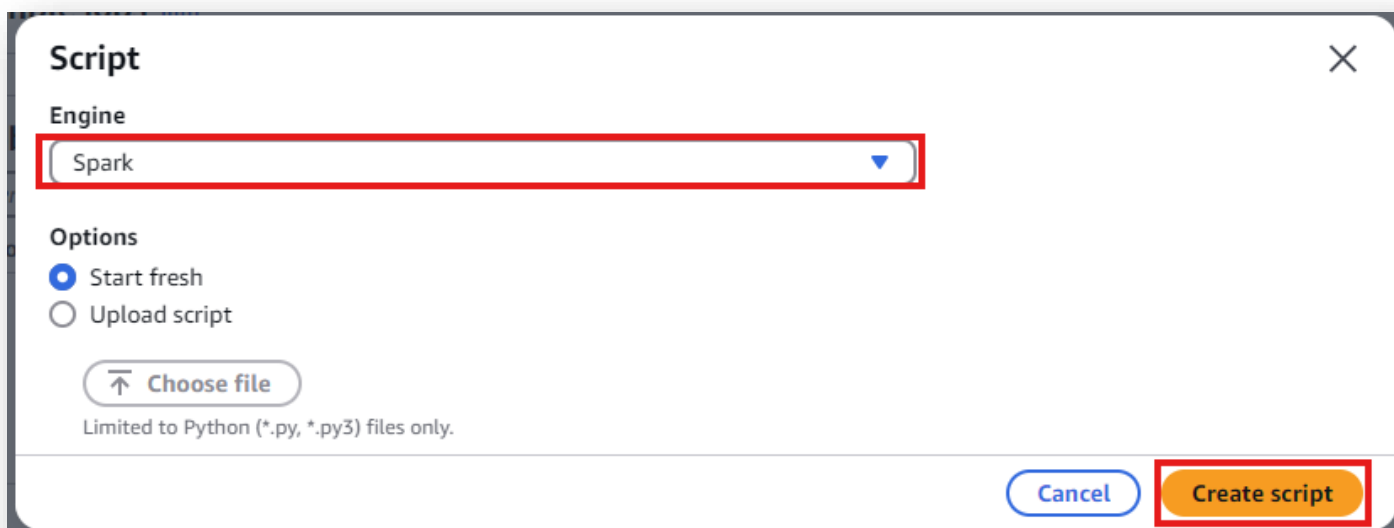 Script
Engine
Spark
Options
Start fresh
Upload script
Choose file
Limited to Python (*.py, *.py3) files only.
Cancel
Create script